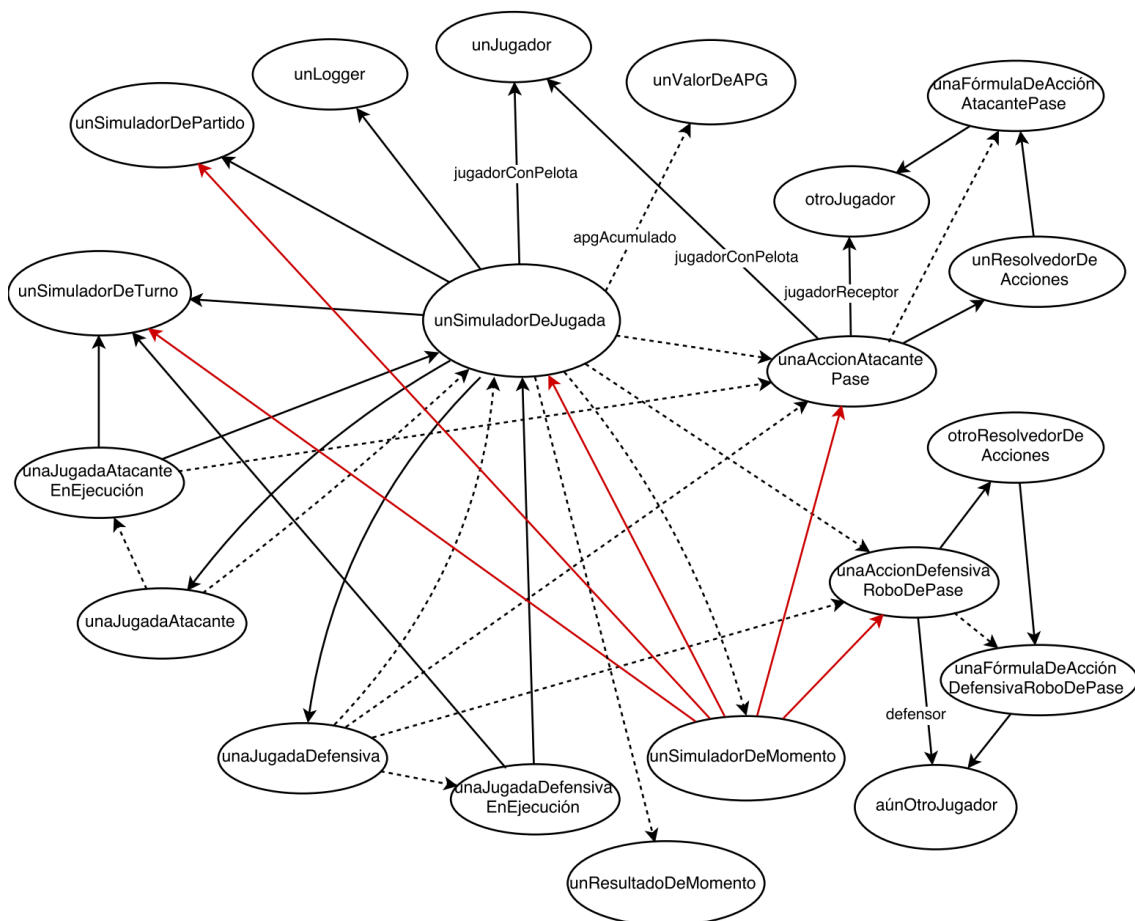 unJugador
unLogger
unValorDeAPG
unaFórmulaDeAcción
AtacantePase
unSimuladorDePartido
jugadorConPelota
otroJugador
apgAcumulado
jugadorConPelota
unResolvedorDe
Acciones
unSimuladorDeTurno
jugadorReceptor
unSimuladorDeJugada
unaAccionAtacante
Pase
otroResolvedorDe
Acciones
unaJugadaAtacante
EnEjecución
unaAccionDefensiva
RoboDePase
unaJugadaAtacante
unaFórmulaDeAcción
DefensivaRoboDePase
defensor
unaJugadaDefensiva
unSimuladorDeMomento
unaJugadaDefensiva
EnEjecución
aúnOtroJugador
unResultadoDeMomento